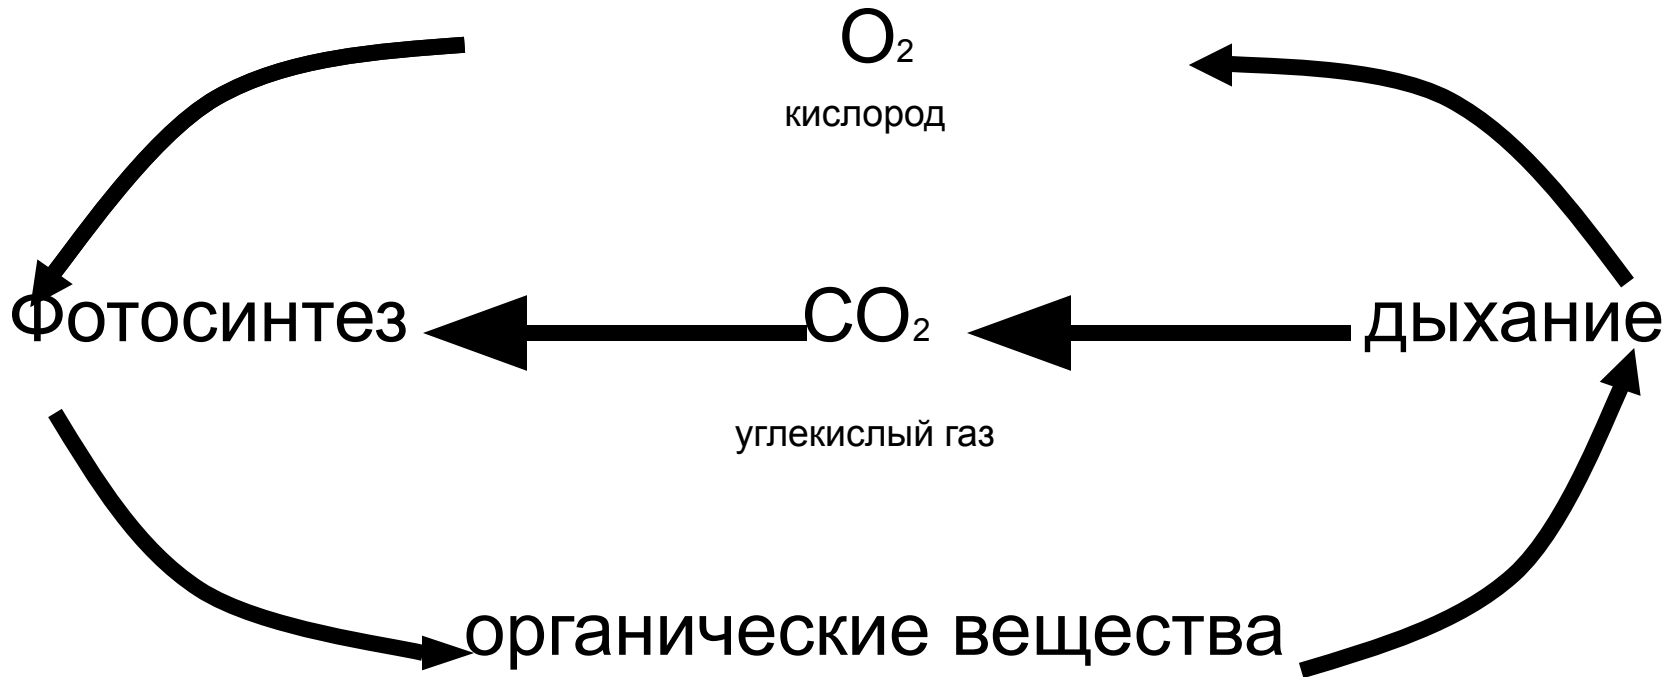 O₂
кислород
Фотосинтез
CO₂
дыхание
углекислый газ
органические вещества